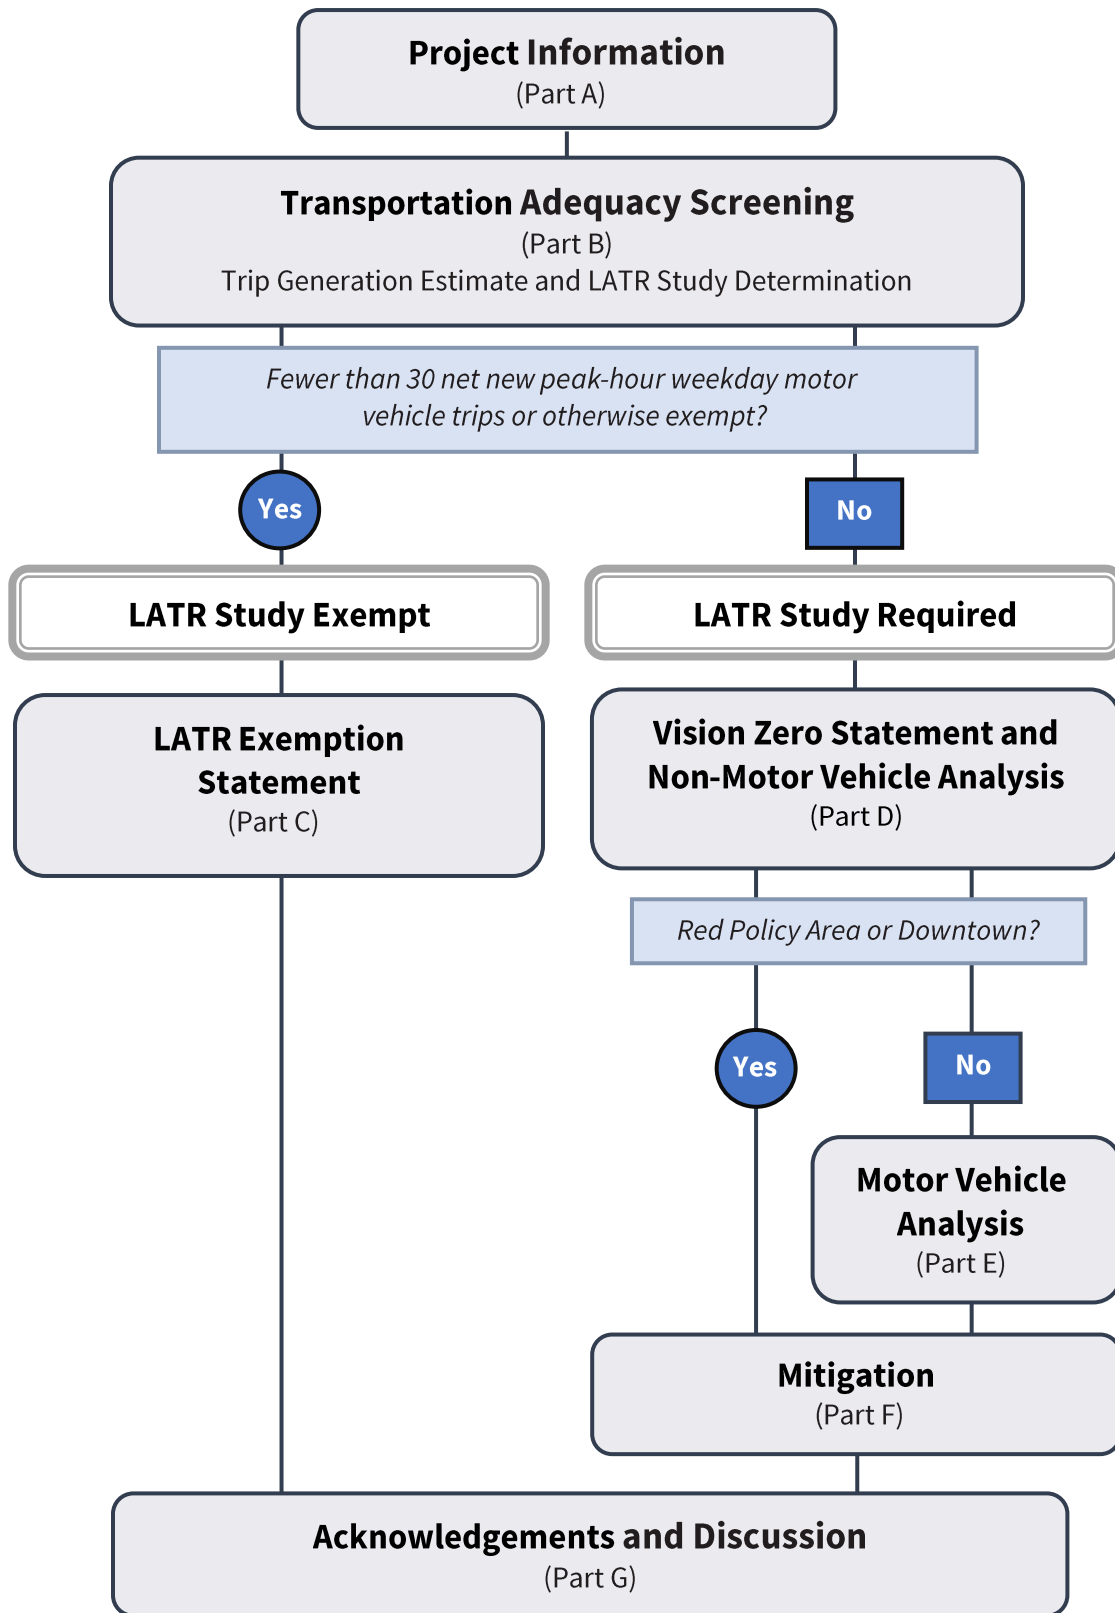 Project Information
(Part A)
Transportation Adequacy Screening
(Part B)
Trip Generation Estimate and LATR Study Determination
Fewer than 30 net new peak-hour weekday motor
vehicle trips or otherwise exempt?
Yes
No
LATR Study Exempt
LATR Study Required
LATR Exemption
Statement
(Part C)
Vision Zero Statement and
Non-Motor Vehicle Analysis
(Part D)
Red Policy Area or Downtown?
Yes
No
Motor Vehicle
Analysis
(Part E)
Mitigation
(Part F)
Acknowledgements and Discussion
(Part G)